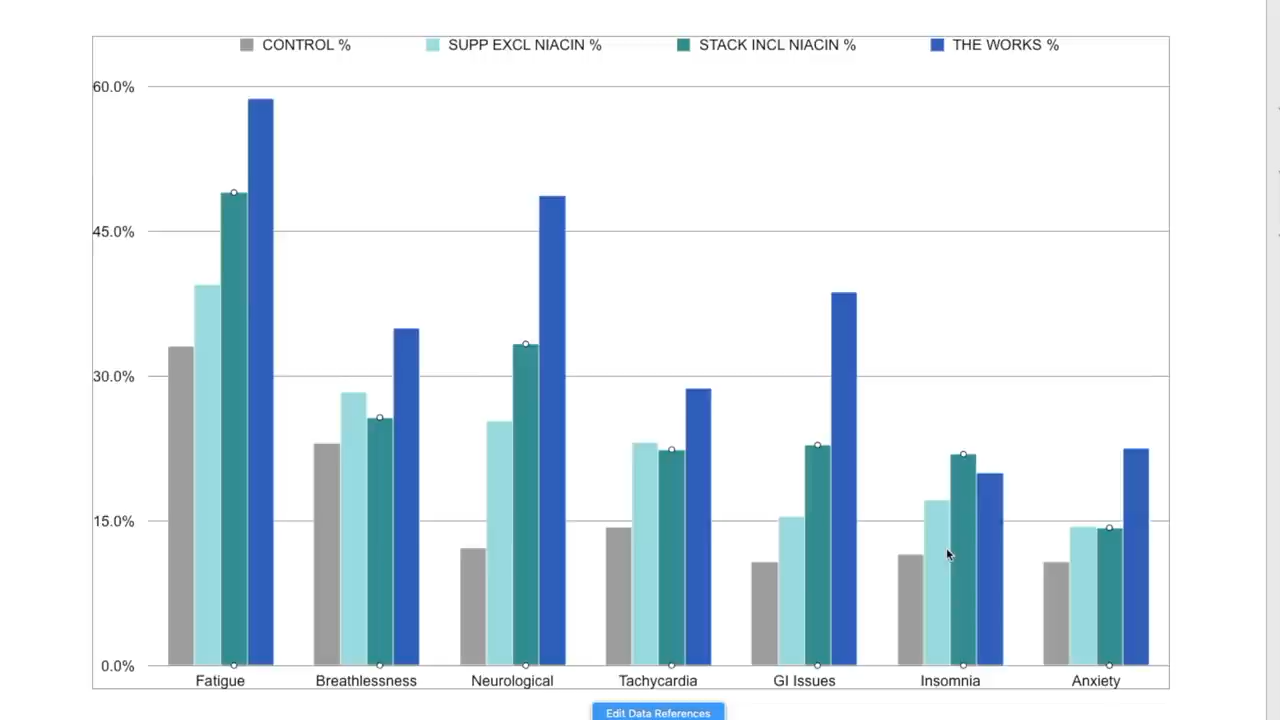 CONTROL % SUPP EXCL NIACIN % STACK INCL NIACIN % THE WORKS %
60.0%
45.0%
30.0%
15.0%
0.0%
Fatigue Breathlessness Neurological Tachycardia GI Issues Insomnia Anxiety
Edit Data References